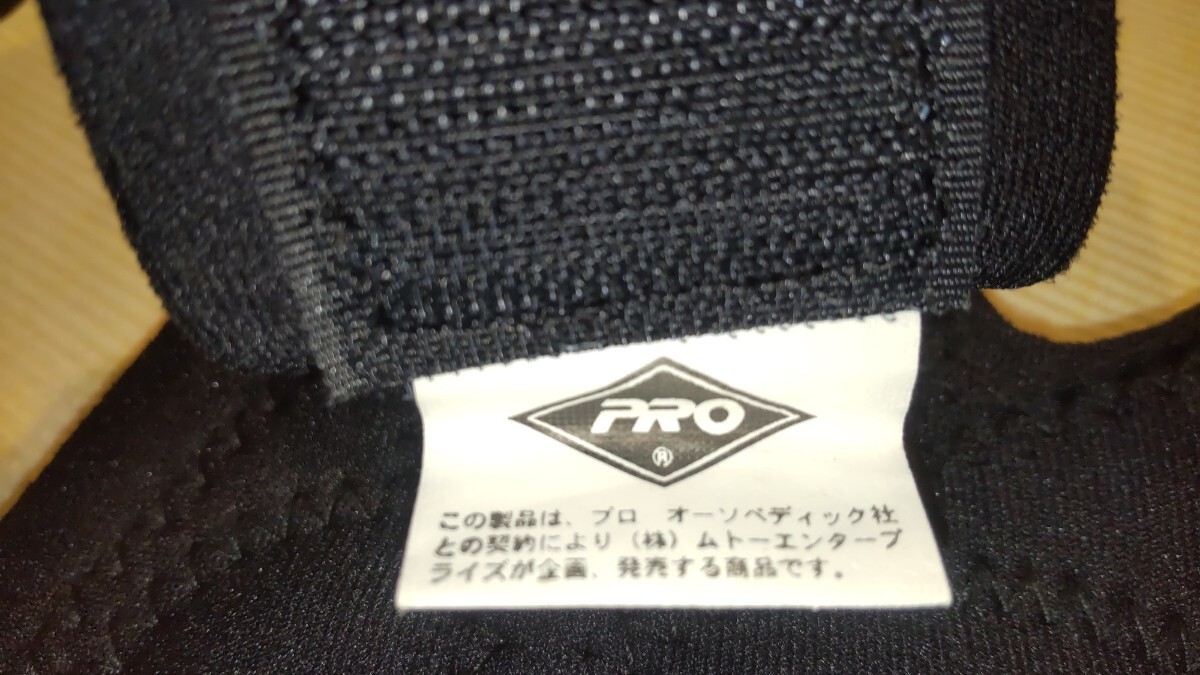 PRO
®
この製品は、プロ オーソペディック社
との契約により（株）ムトーエンタープ
ライズが企画、発売する商品です。